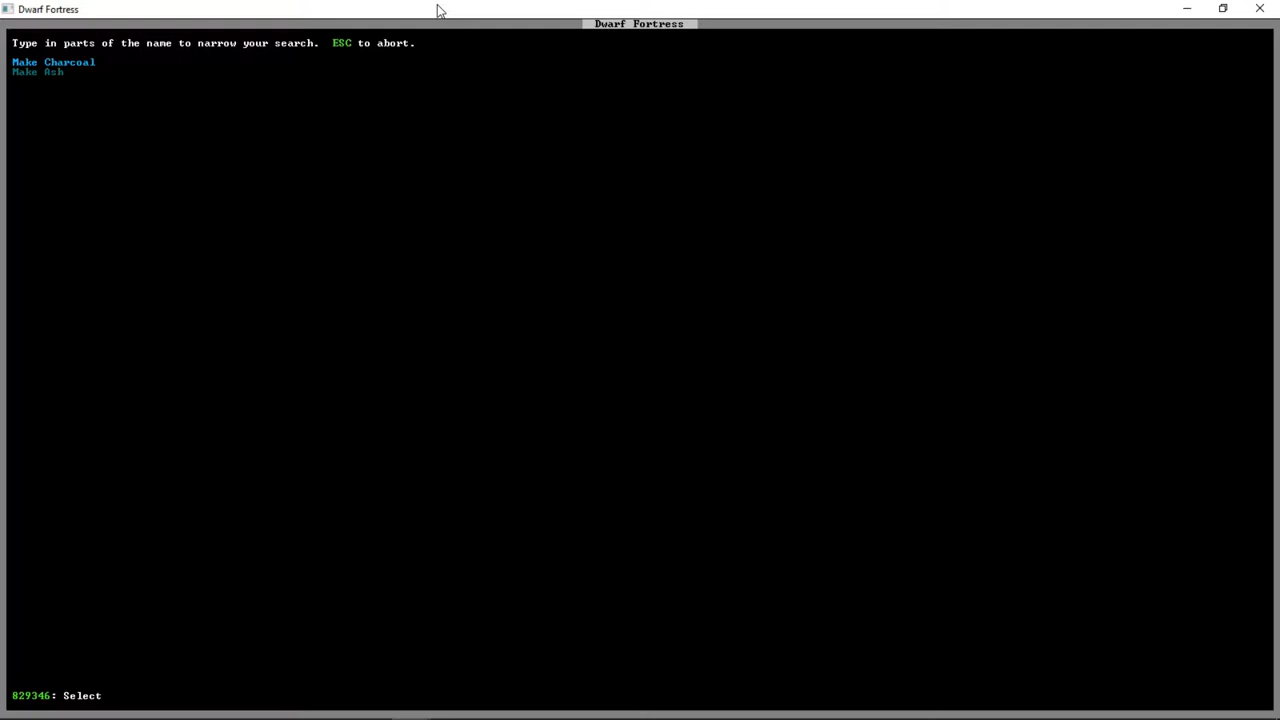 Dwarf Fortress
Dwarf Fortress
Type in parts of the name to narrow your search.  ESC to abort.
Make Charcoal
Make Ash
829346: Select